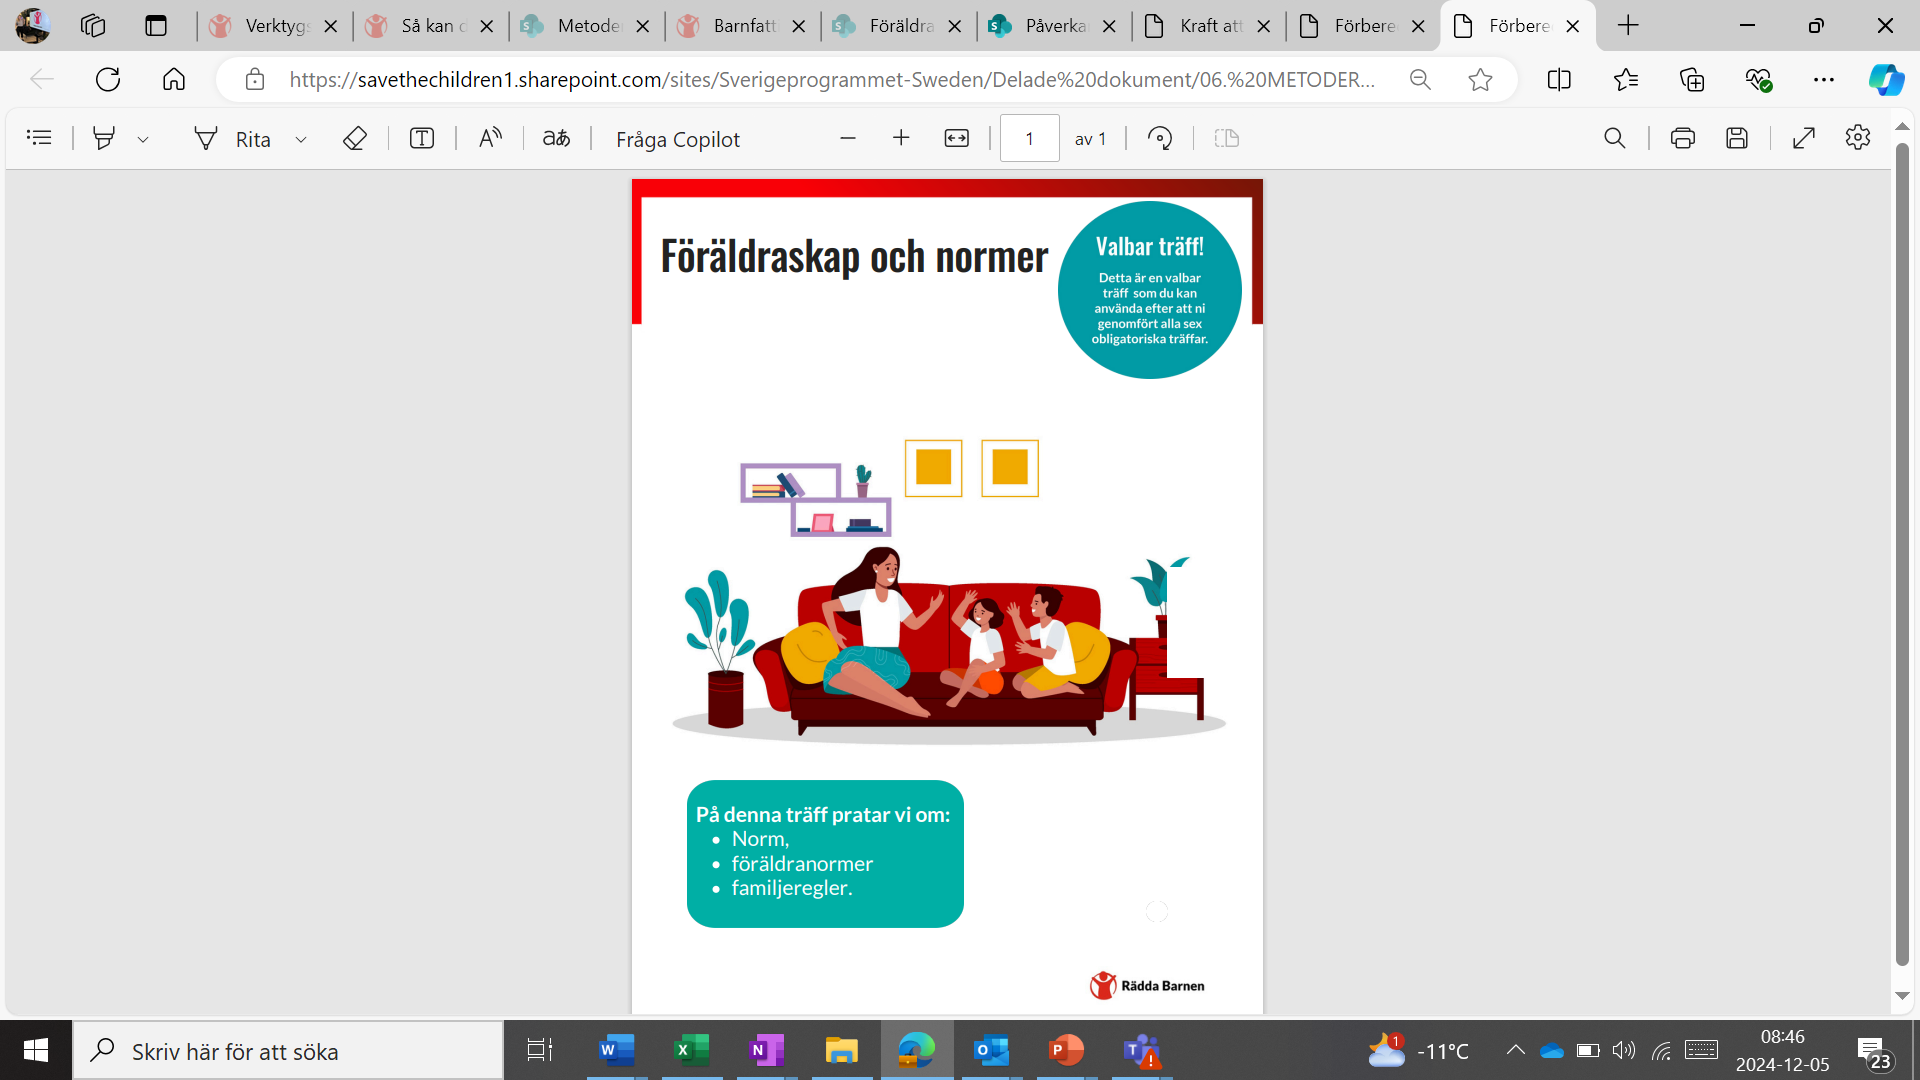 Verktygs
Så kan d
Metode
Barnfatt
Föräldra
Påverka
Kraft att
Förbere
Förbere
https://savethechildren1.sharepoint.com/sites/Sverigeprogrammet-Sweden/Delade%20dokument/06.%20METODER...
Rita
Fråga Copilot
1
av 1
Föräldraskap och normer
Valbar träff!
Detta är en valbar
träff som du kan
använda efter att ni
genomfört alla sex
obligatoriska träffar.
På denna träff pratar vi om:
• Norm,
• föräldranormer
• familjeregler.
Rädda Barnen
Skriv här för att söka
1
-11°C
08:46
2024-12-05
23